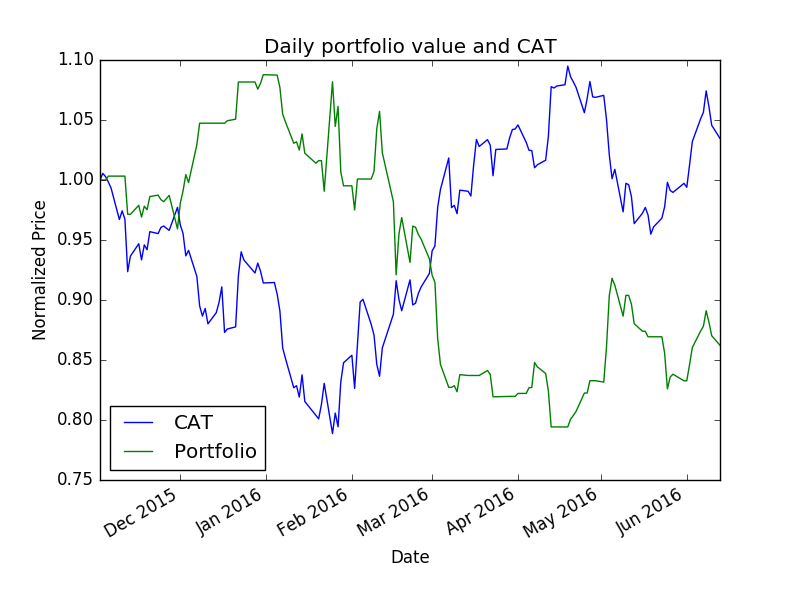 Daily portfolio value and CAT
1.10
1.05
1.00
0.95
0.90
0.85
0.80
0.75
Normalized Price
CAT
Portfolio
Dec 2015
Jan 2016
Feb 2016
Mar 2016
Apr 2016
May 2016
Jun 2016
Date